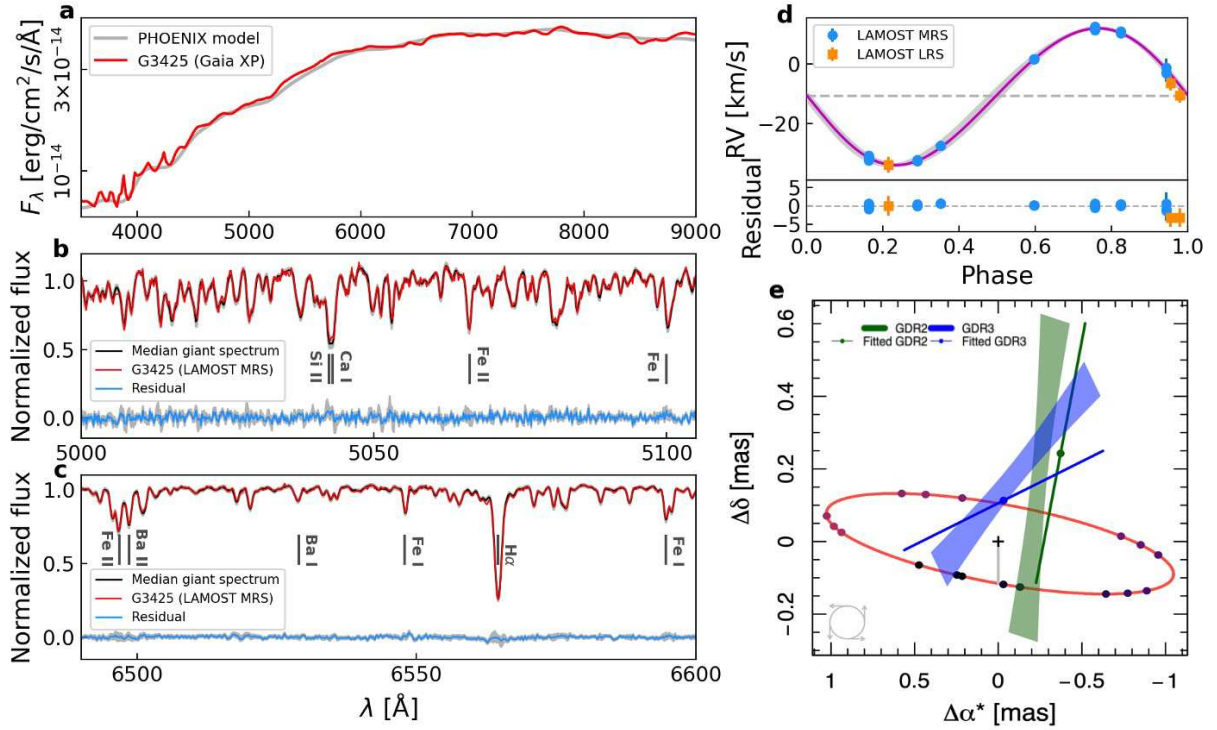 a
PHOENIX model
G3425 (Gaia XP)
F_λ [erg/cm²/s/Å]
3×10⁻¹⁴
10⁻¹⁴
4000 5000 6000 7000 8000 9000
b
Normalized flux
1.0
0.5
0.0
Median giant spectrum
G3425 (LAMOST MRS)
Residual
Si II
Ca I
Fe II
Fe I
5000 5050 5100
c
Normalized flux
1.0
0.5
0.0
Fe II
Ba II
Ba I
Fe I
Hα
Fe I
Median giant spectrum
G3425 (LAMOST MRS)
Residual
6500 6550 6600
λ [Å]
d
LAMOST MRS
LAMOST LRS
RV [km/s]
0
−20
Residual
5
0
−5
0.0 0.2 0.4 0.6 0.8 1.0
Phase
e
GDR2 GDR3
Fitted GDR2 Fitted GDR3
Δδ [mas]
0.6
0.4
0.2
0
−0.2
1 0.5 0 −0.5 −1
Δα* [mas]